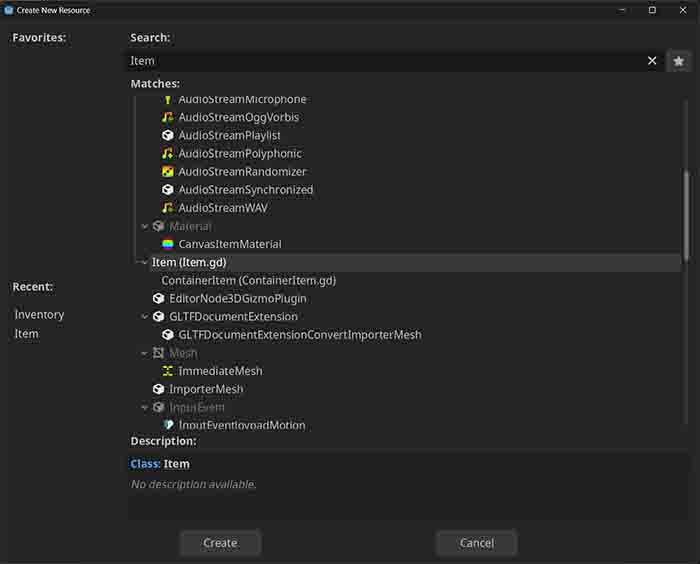 Create New Resource
Favorites:
Search:
Item
Matches:
AudioStreamMicrophone
AudioStreamOggVorbis
AudioStreamPlaylist
AudioStreamPolyphonic
AudioStreamRandomizer
AudioStreamSynchronized
AudioStreamWAV
Material
CanvasItemMaterial
Item (Item.gd)
ContainerItem (ContainerItem.gd)
EditorNode3DGizmoPlugin
GLTFDocumentExtension
GLTFDocumentExtensionConvertImporterMesh
Mesh
ImmediateMesh
ImporterMesh
InputEvent
InputEventJoypadMotion
Recent:
Inventory
Item
Description:
Class: Item
No description available.
Create
Cancel